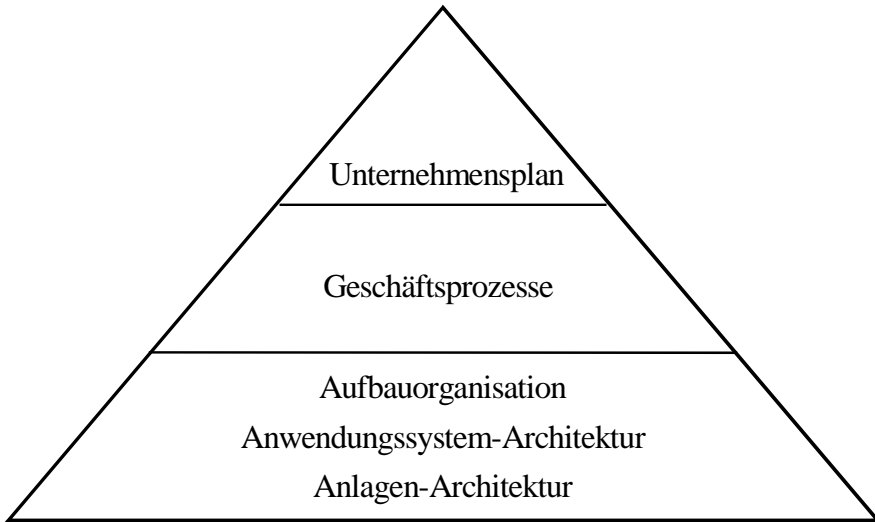 Unternehmensplan
Geschäftsprozesse
Aufbauorganisation
Anwendungssystem-Architektur
Anlagen-Architektur